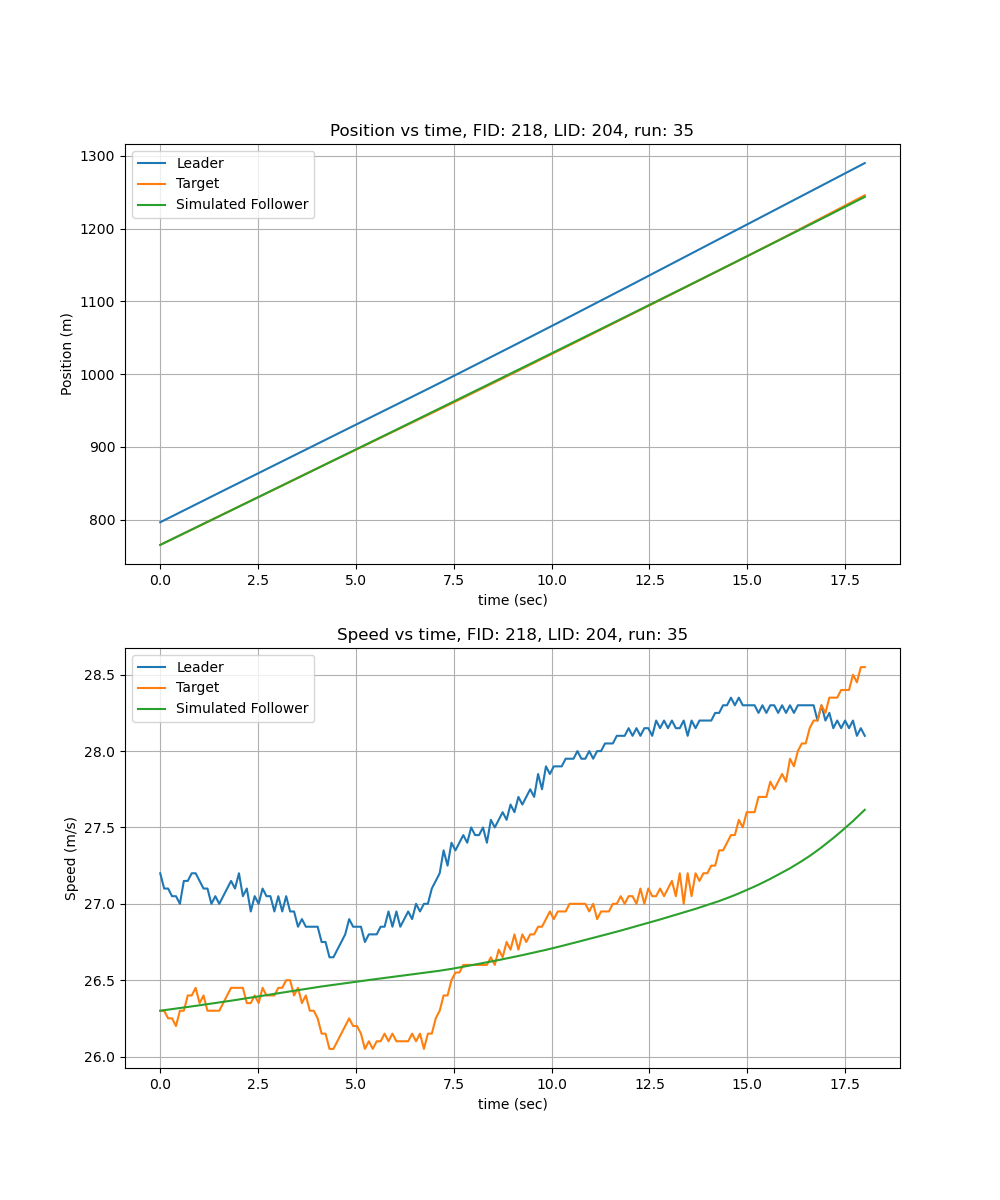 Position vs time, FID: 218, LID: 204, run: 35
Leader
Target
Simulated Follower
1300
1200
1100
1000
900
800
Position (m)
0.0 2.5 5.0 7.5 10.0 12.5 15.0 17.5
time (sec)
Speed vs time, FID: 218, LID: 204, run: 35
Leader
Target
Simulated Follower
28.5
28.0
27.5
27.0
26.5
26.0
Speed (m/s)
0.0 2.5 5.0 7.5 10.0 12.5 15.0 17.5
time (sec)